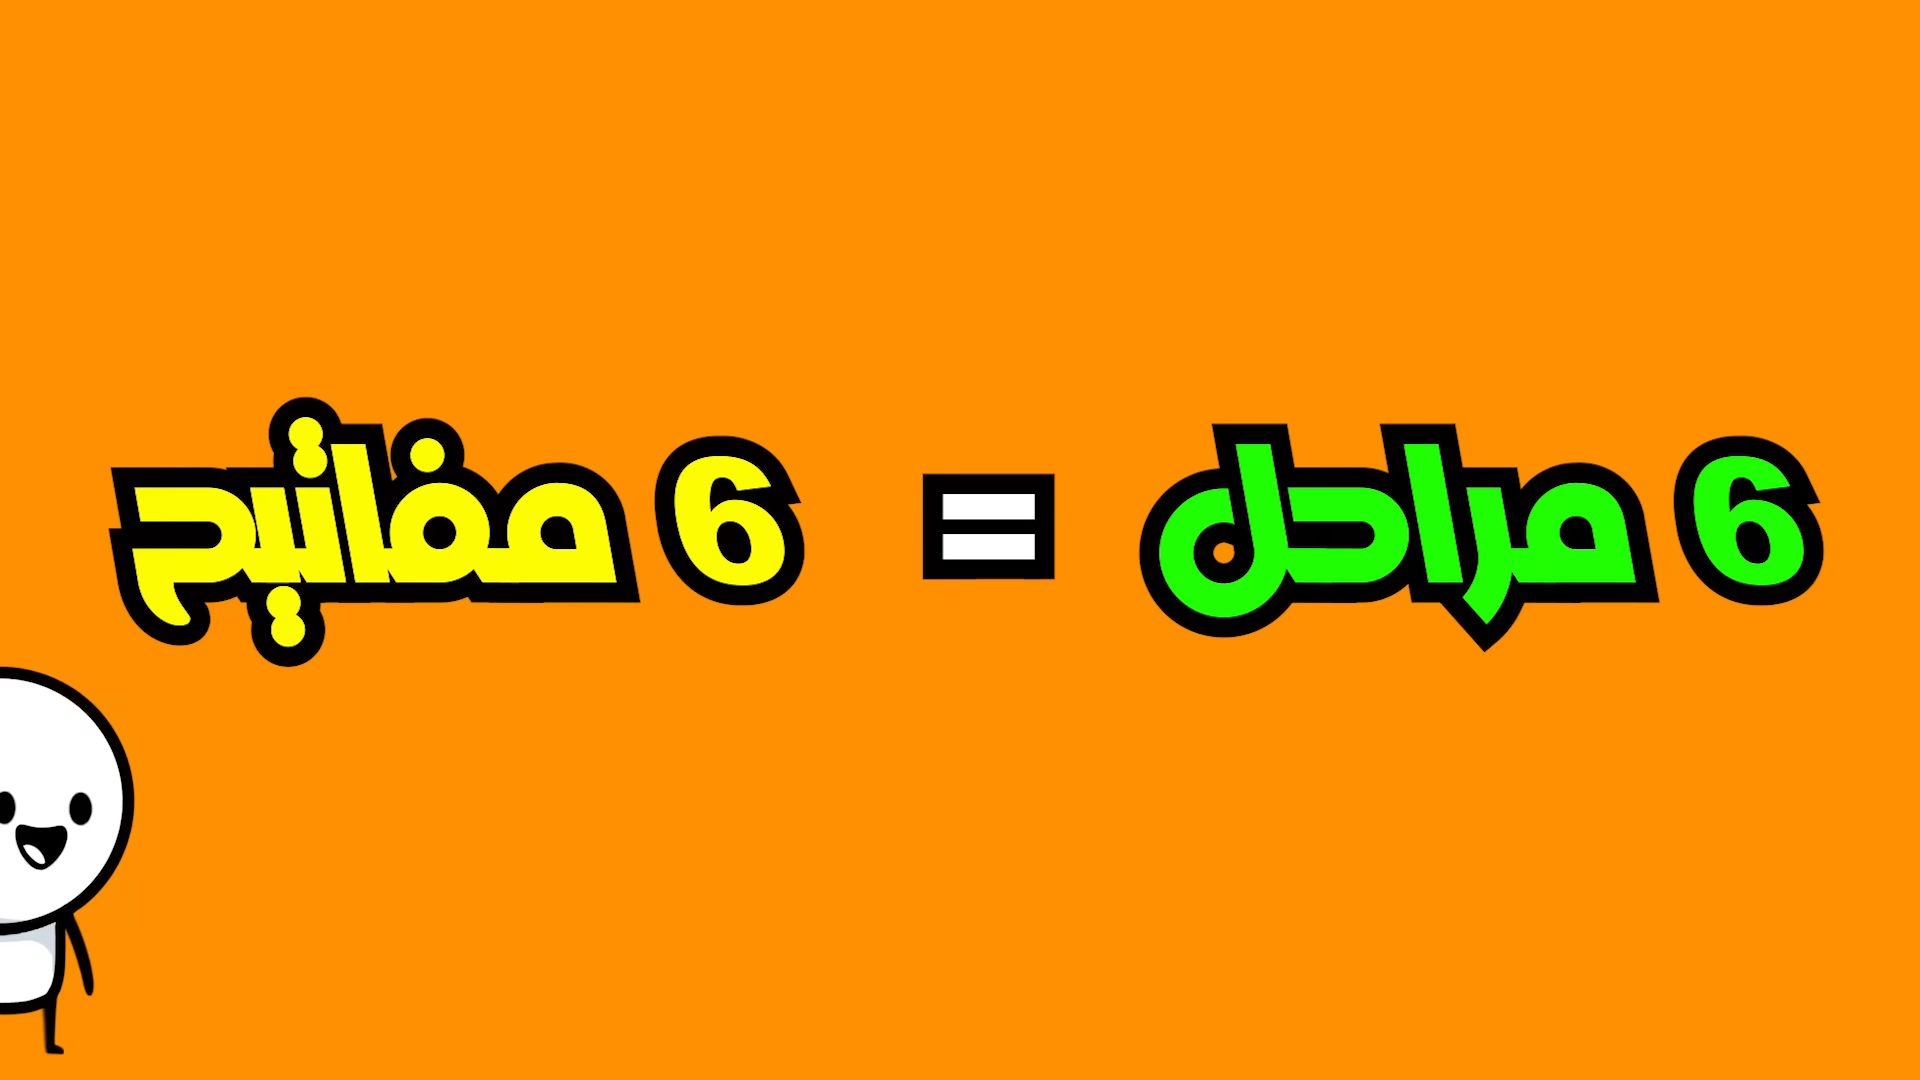 6 مراحل = 6 مفاتيح